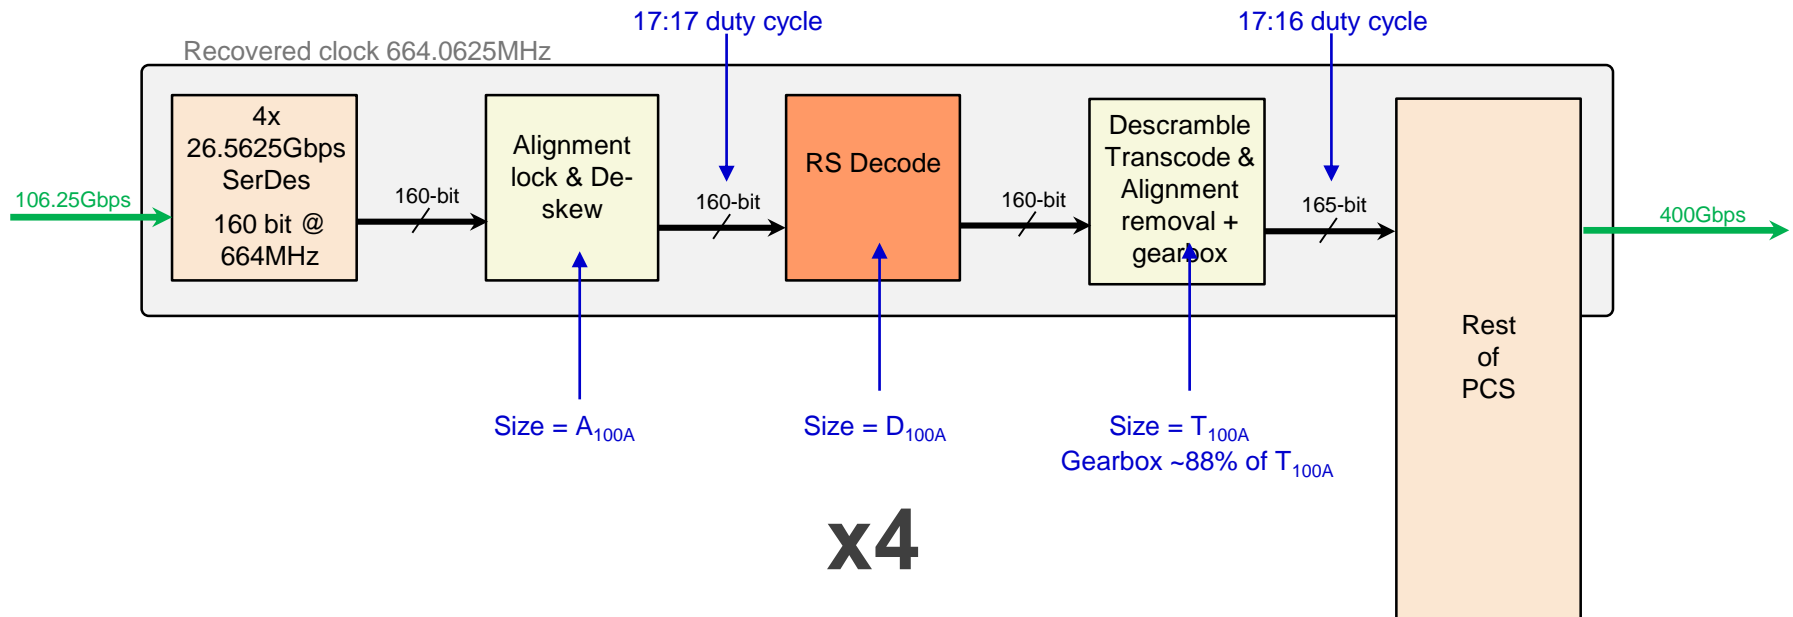 17:17 duty cycle
17:16 duty cycle
Recovered clock 664.0625MHz
4x
26.5625Gbps
SerDes
160 bit @
664MHz
Alignment
lock & De-
skew
RS Decode
Descramble
Transcode &
Alignment
removal +
gearbox
106.25Gbps
160-bit
160-bit
160-bit
165-bit
400Gbps
Rest
of
PCS
Size = A100A
Size = D100A
Size = T100A
Gearbox ~88% of T100A
x4